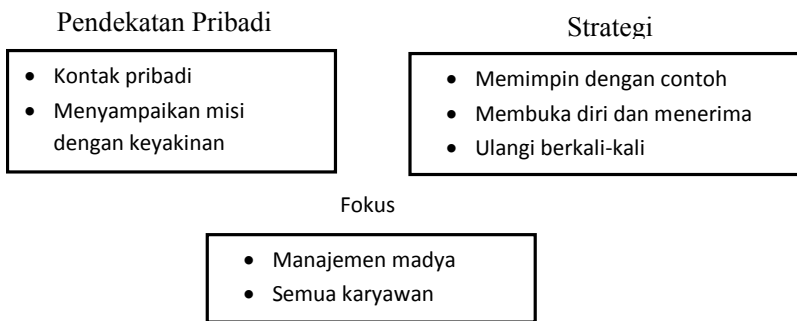 Pendekatan Pribadi
• Kontak pribadi
• Menyampaikan misi
dengan keyakinan
Strategi
• Memimpin dengan contoh
• Membuka diri dan menerima
• Ulangi berkali-kali
Fokus
• Manajemen madya
• Semua karyawan